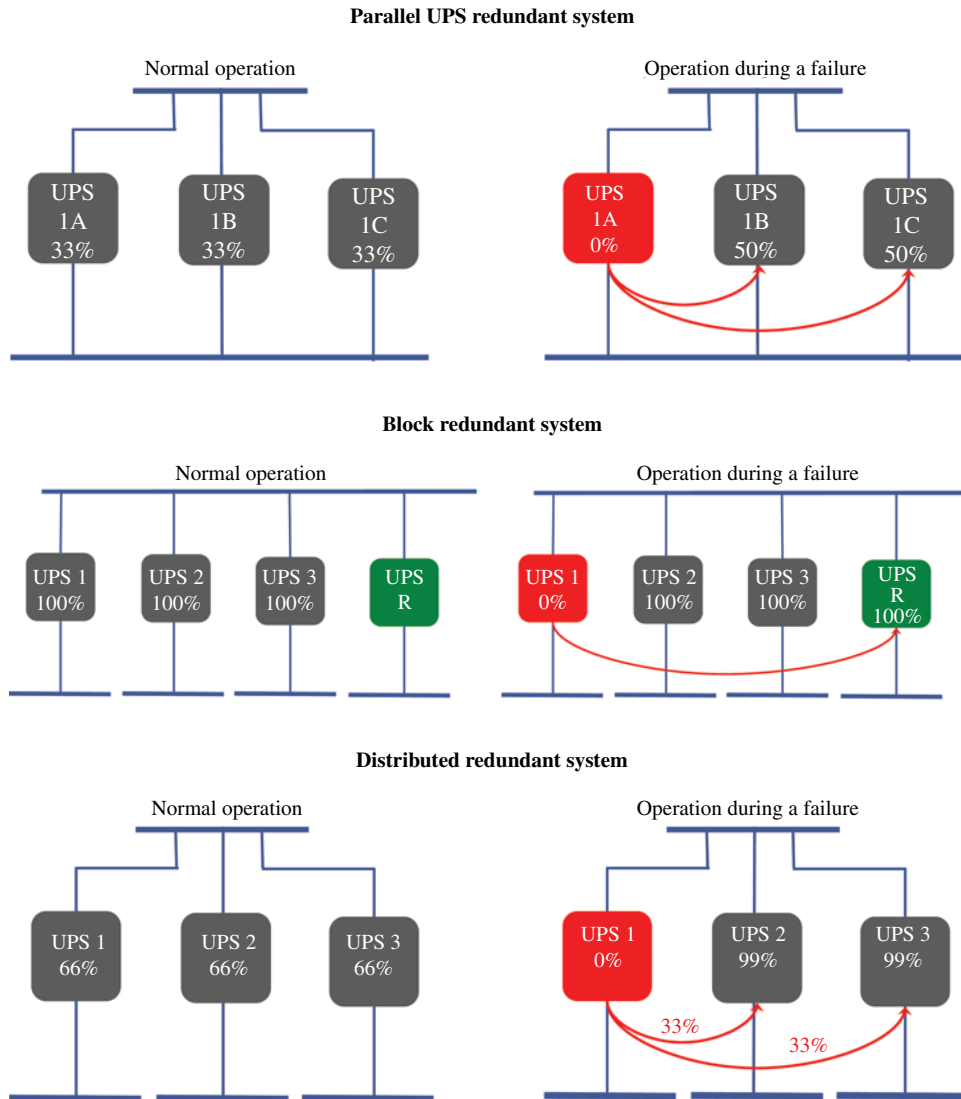 Parallel UPS redundant system
Normal operation
Operation during a failure
UPS
1A
33%
UPS
1B
33%
UPS
1C
33%
UPS
1A
0%
UPS
1B
50%
UPS
1C
50%
Block redundant system
Normal operation
Operation during a failure
UPS 1
100%
UPS 2
100%
UPS 3
100%
UPS
R
UPS 1
0%
UPS 2
100%
UPS 3
100%
UPS
R
100%
Distributed redundant system
Normal operation
Operation during a failure
UPS 1
66%
UPS 2
66%
UPS 3
66%
UPS 1
0%
UPS 2
99%
UPS 3
99%
33%
33%